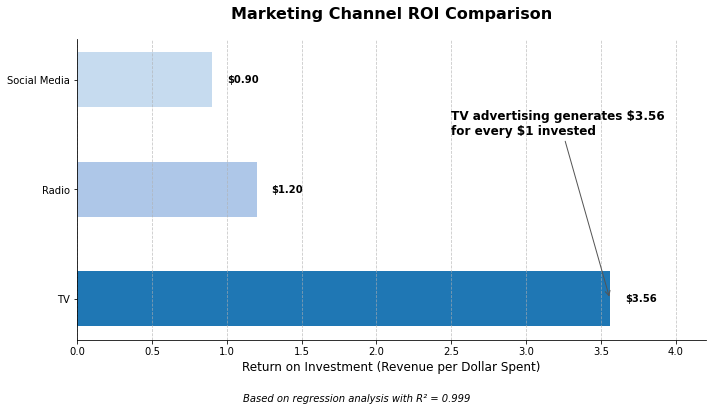 Marketing Channel ROI Comparison
Social Media
$0.90
TV advertising generates $3.56
for every $1 invested
Radio
$1.20
TV
$3.56
0.0 0.5 1.0 1.5 2.0 2.5 3.0 3.5 4.0
Return on Investment (Revenue per Dollar Spent)
Based on regression analysis with R² = 0.999